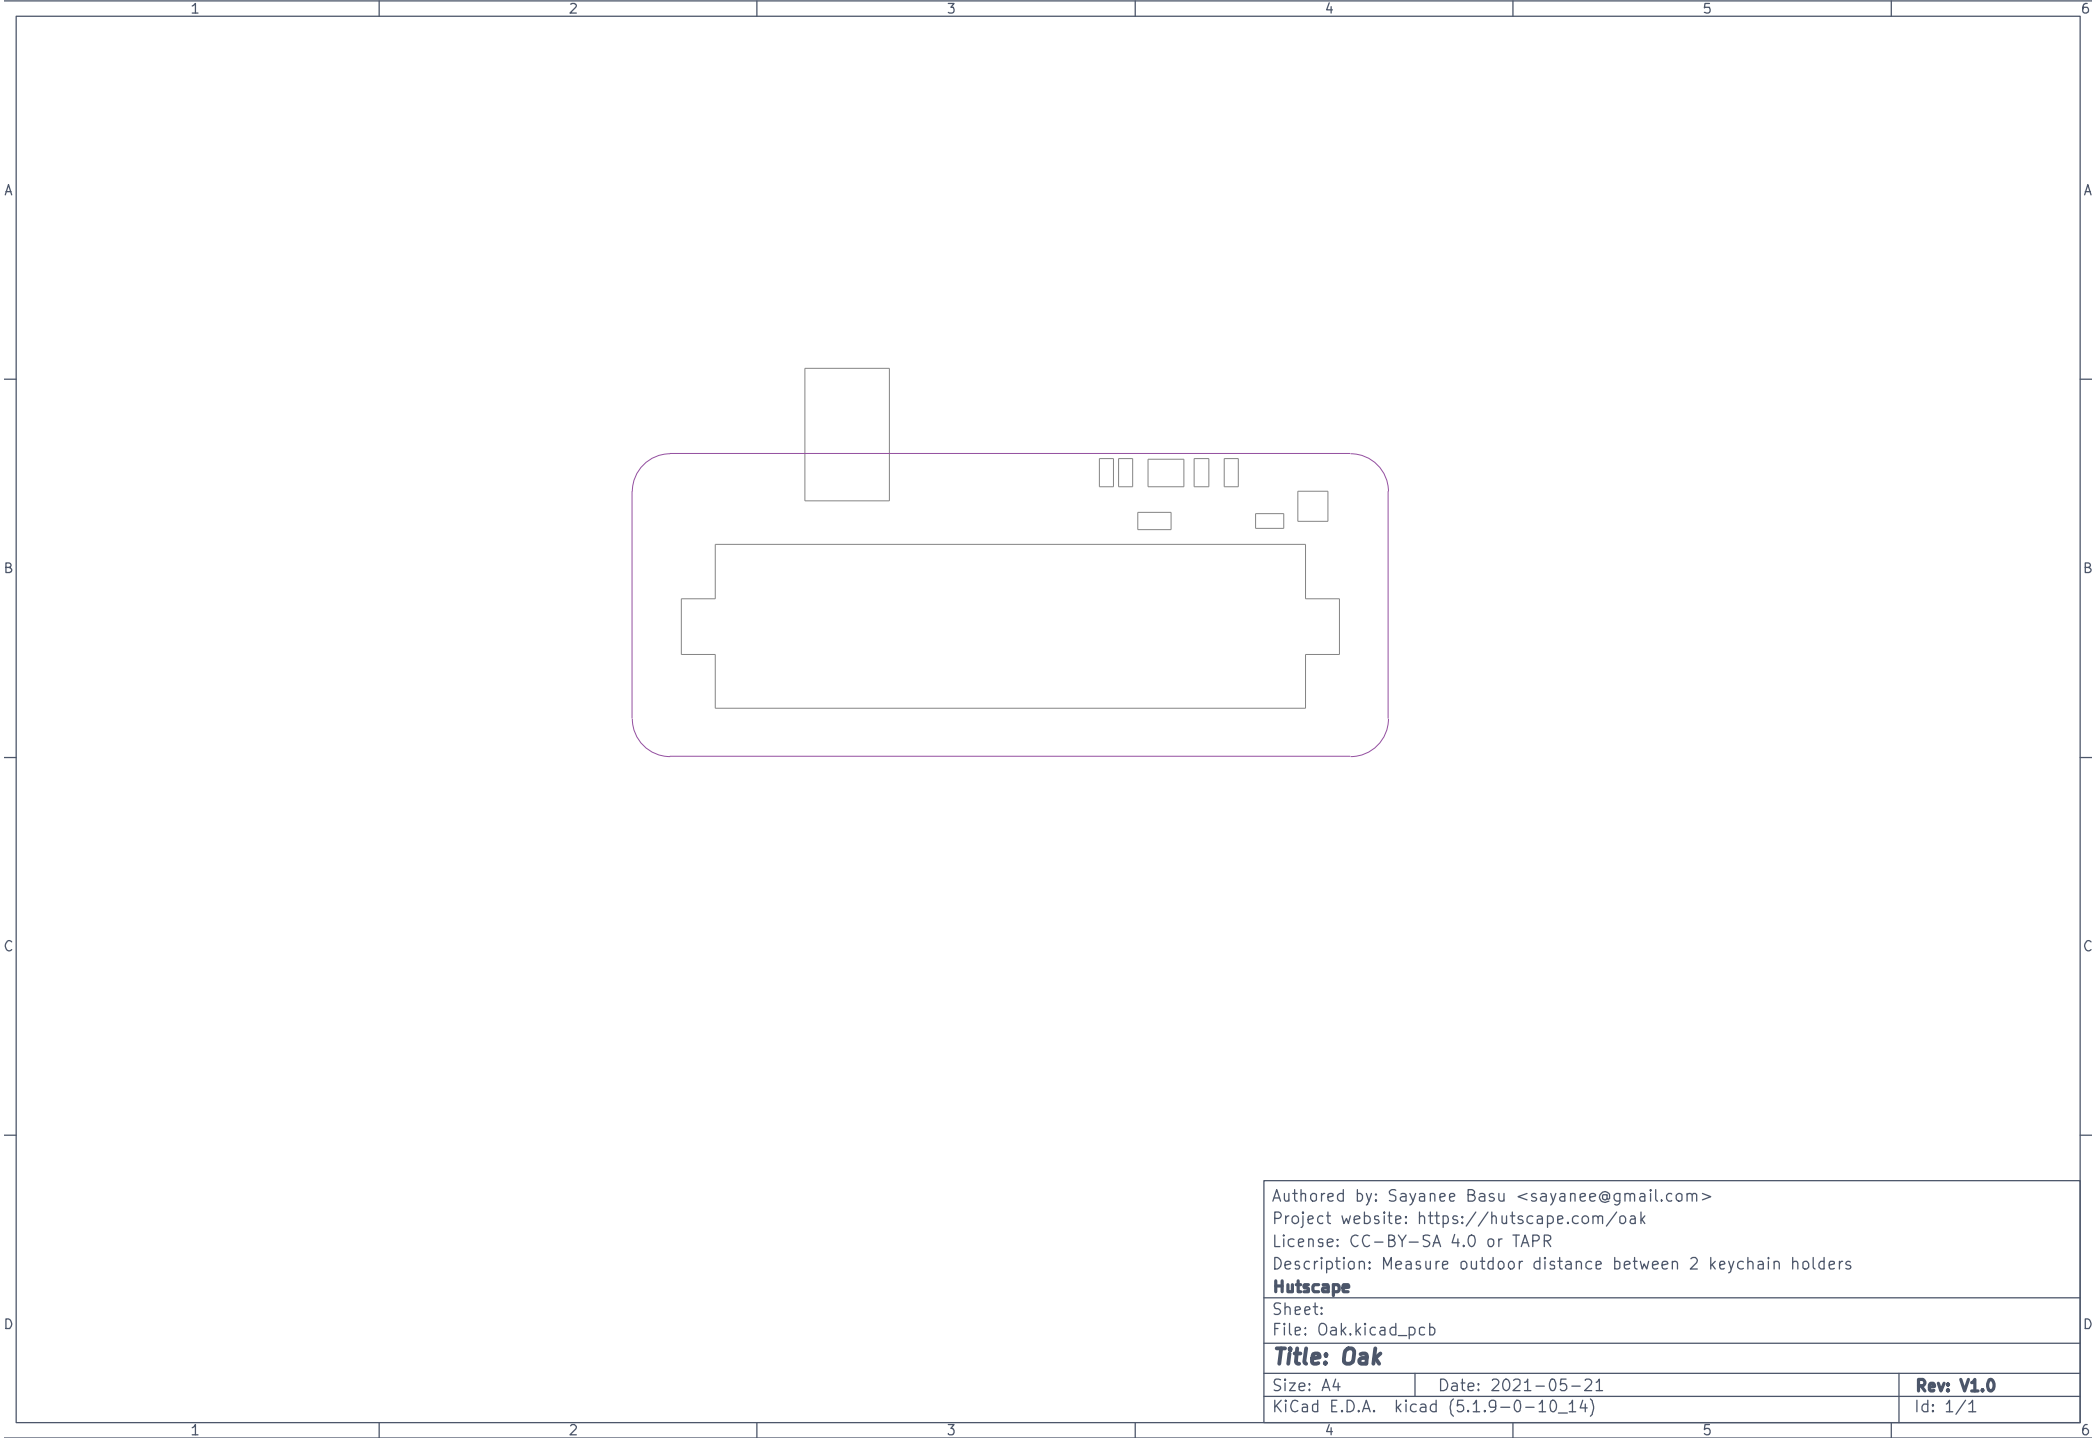 1 2 3 4 5 6
A A
B B
C C
Authored by: Sayanee Basu <sayanee@gmail.com>
Project website: https://hutscape.com/oak
License: CC-BY-SA 4.0 or TAPR
Description: Measure outdoor distance between 2 keychain holders
Hutscape
Sheet:
File: Oak.kicad_pcb
D D
Title: Oak
Size: A4 Date: 2021-05-21 Rev: V1.0
KiCad E.D.A. kicad (5.1.9-0-10_14) Id: 1/1
1 2 3 4 5 6